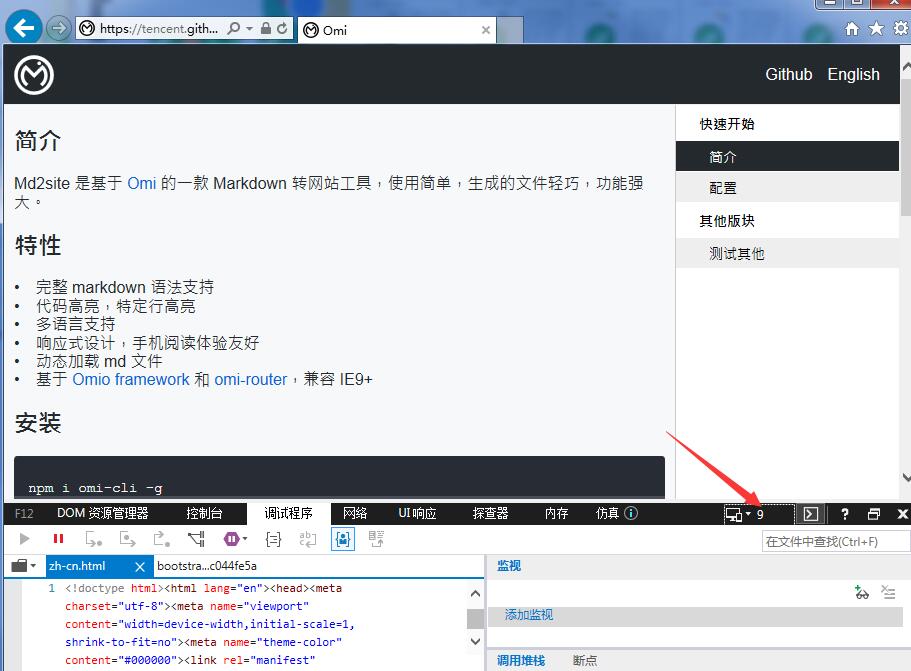 https://tencent.gith...
Omi
Github English
简介
Md2site 是基于 Omi 的一款 Markdown 转网站工具，使用简单，生成的文件轻巧，功能强
大。
特性
• 完整 markdown 语法支持
• 代码高亮，特定行高亮
• 多语言支持
• 响应式设计，手机阅读体验友好
• 动态加载 md 文件
• 基于 Omio framework 和 omi-router，兼容 IE9+
安装
npm i omi-cli -g
快速开始
简介
配置
其他版块
测试其他
F12 DOM 资源管理器 控制台 调试程序 网络 UI 响应 探查器 内存 仿真 9
在文件中查找(Ctrl+F)
zh-cn.html bootstra...c044fe5a
1 <!doctype html><html lang="en"><head><meta
charset="utf-8"><meta name="viewport"
content="width=device-width,initial-scale=1,
shrink-to-fit=no"><meta name="theme-color"
content="#000000"><link rel="manifest"
监视
添加监视
调用堆栈 断点